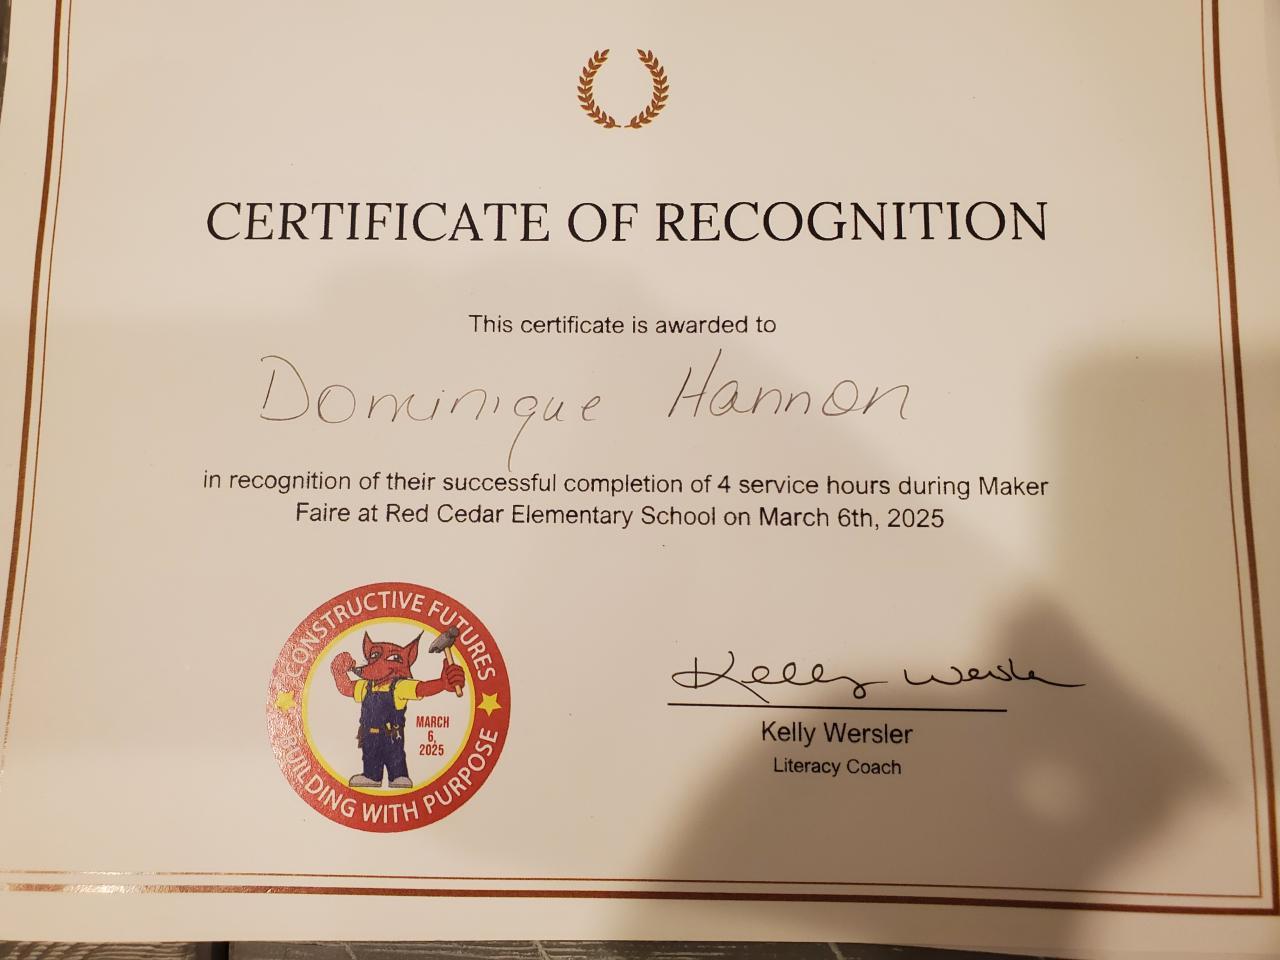 CERTIFICATE OF RECOGNITION
This certificate is awarded to
Dominique Hannon
in recognition of their successful completion of 4 service hours during Maker
Faire at Red Cedar Elementary School on March 6th, 2025
CONSTRUCTIVE FUTURES
MARCH
6,
2025
BUILDING WITH PURPOSE
Kelly Wersler
Kelly Wersler
Literacy Coach